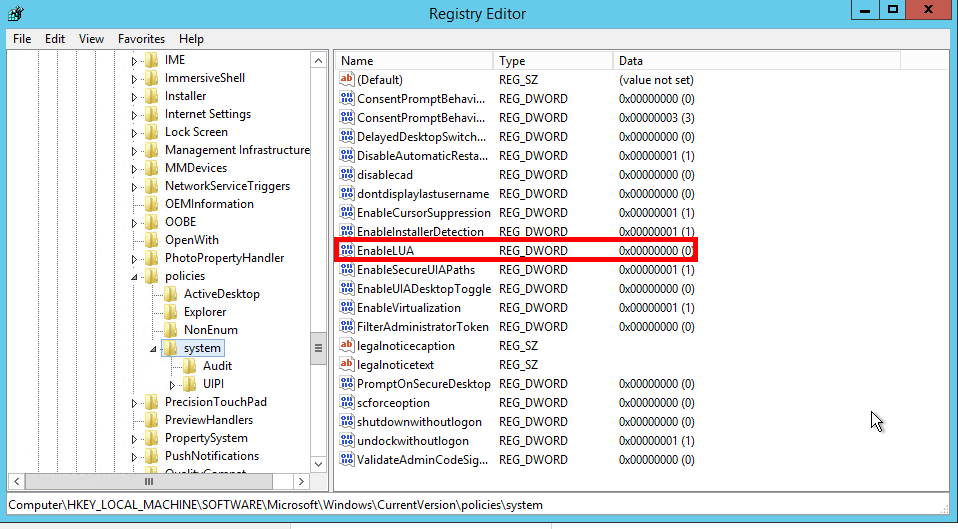 Registry Editor
File Edit View Favorites Help
IME
ImmersiveShell
Installer
Internet Settings
Lock Screen
Management Infrastructure
MMDevices
NetworkServiceTriggers
OEMInformation
OOBE
OpenWith
PhotoPropertyHandler
policies
ActiveDesktop
Explorer
NonEnum
system
Audit
UIPI
PrecisionTouchPad
PreviewHandlers
PropertySystem
PushNotifications
QualityCompat
Name Type Data
(Default) REG_SZ (value not set)
ConsentPromptBehavi... REG_DWORD 0x00000000 (0)
ConsentPromptBehavi... REG_DWORD 0x00000003 (3)
DelayedDesktopSwitch... REG_DWORD 0x00000000 (0)
DisableAutomaticResta... REG_DWORD 0x00000001 (1)
disablecad REG_DWORD 0x00000000 (0)
dontdisplaylastusername REG_DWORD 0x00000000 (0)
EnableCursorSuppression REG_DWORD 0x00000001 (1)
EnableInstallerDetection REG_DWORD 0x00000001 (1)
EnableLUA REG_DWORD 0x00000000 (0)
EnableSecureUIAPaths REG_DWORD 0x00000001 (1)
EnableUIADesktopToggle REG_DWORD 0x00000000 (0)
EnableVirtualization REG_DWORD 0x00000001 (1)
FilterAdministratorToken REG_DWORD 0x00000000 (0)
legalnoticecaption REG_SZ
legalnoticetext REG_SZ
PromptOnSecureDesktop REG_DWORD 0x00000000 (0)
scforceoption REG_DWORD 0x00000000 (0)
shutdownwithoutlogon REG_DWORD 0x00000000 (0)
undockwithoutlogon REG_DWORD 0x00000001 (1)
ValidateAdminCodeSig... REG_DWORD 0x00000000 (0)
Computer\HKEY_LOCAL_MACHINE\SOFTWARE\Microsoft\Windows\CurrentVersion\policies\system